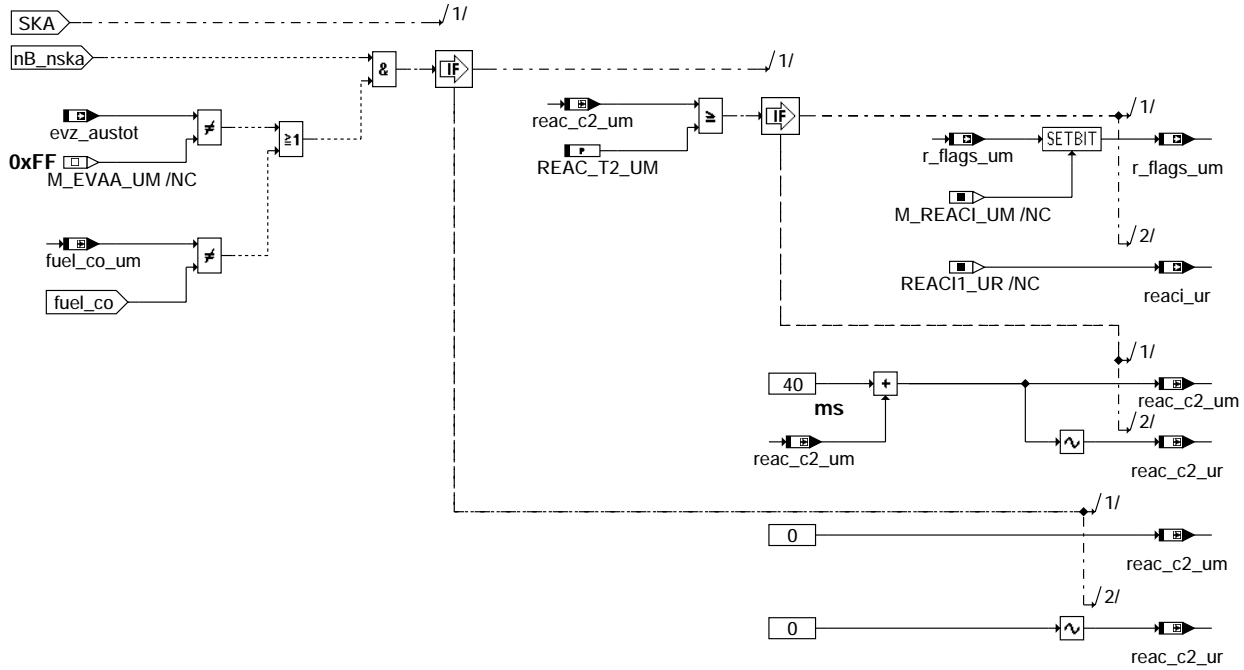 SKA
/1/
nB_nska
/1/
&
IF
evz_austot
≠
≧1
0xFF
M_EVAA_UM /NC
reac_c2_um
≧
IF
/1/
REAC_T2_UM
r_flags_um
SETBIT
r_flags_um
M_REACI_UM /NC
fuel_co_um
≠
fuel_co
/2/
REACI1_UR /NC
reaci_ur
/1/
40
+
ms
reac_c2_um
/2/
reac_c2_um
~
reac_c2_ur
/1/
0
reac_c2_um
/2/
0
~
reac_c2_ur